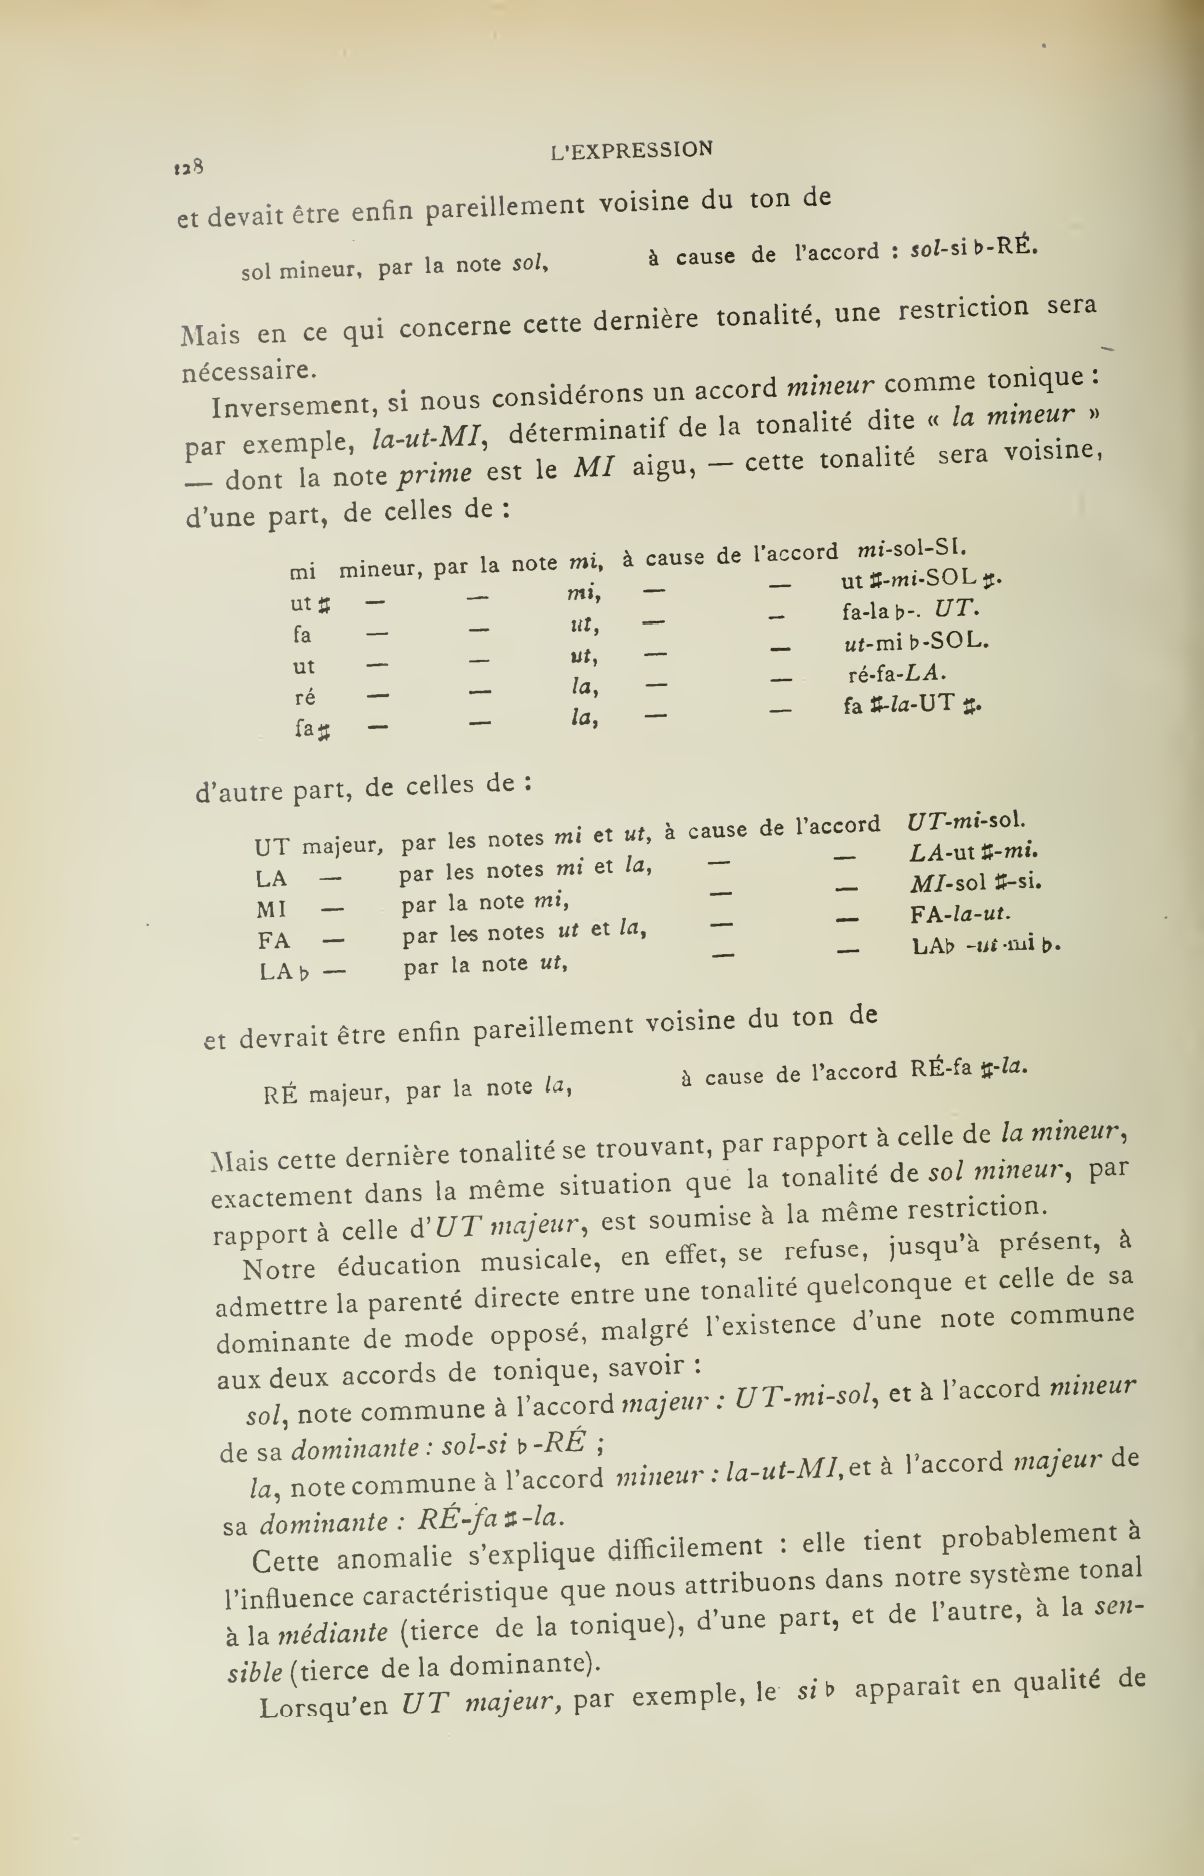 128
L'EXPRESSION
et devait être enfin pareillement voisine du ton de
sol mineur, par la note sol, à cause de l'accord : sol-si♭-RÉ.
Mais en ce qui concerne cette dernière tonalité, une restriction sera
nécessaire.
Inversement, si nous considérons un accord mineur comme tonique :
par exemple, la-ut-MI, déterminatif de la tonalité dite « la mineur »
— dont la note prime est le MI aigu, — cette tonalité sera voisine,
d'une part, de celles de :
mi mineur, par la note mi, à cause de l'accord mi-sol-SI.
ut ♯ — — mi, — — ut ♯-mi-SOL ♯.
fa — — ut, — — fa-la ♭-. UT.
ut — — ut, — — ut-mi ♭-SOL.
ré — — la, — — ré-fa-LA.
fa ♯ — — la, — — fa ♯-la-UT ♯.
d'autre part, de celles de :
UT majeur, par les notes mi et ut, à cause de l'accord UT-mi-sol.
LA — par les notes mi et la, — — LA-ut ♯-mi.
MI — par la note mi, — — MI-sol ♯-si.
FA — par les notes ut et la, — — FA-la-ut.
LA ♭ — par la note ut, — — LA♭ -ut-mi ♭.
et devrait être enfin pareillement voisine du ton de
RÉ majeur, par la note la, à cause de l'accord RÉ-fa ♯-la.
Mais cette dernière tonalité se trouvant, par rapport à celle de la mineur,
exactement dans la même situation que la tonalité de sol mineur, par
rapport à celle d'UT majeur, est soumise à la même restriction.
Notre éducation musicale, en effet, se refuse, jusqu'à présent, à
admettre la parenté directe entre une tonalité quelconque et celle de sa
dominante de mode opposé, malgré l'existence d'une note commune
aux deux accords de tonique, savoir :
sol, note commune à l'accord majeur : UT-mi-sol, et à l'accord mineur
de sa dominante : sol-si ♭-RÉ ;
la, note commune à l'accord mineur : la-ut-MI, et à l'accord majeur de
sa dominante : RÉ-fa ♯-la.
Cette anomalie s'explique difficilement : elle tient probablement à
l'influence caractéristique que nous attribuons dans notre système tonal
à la médiante (tierce de la tonique), d'une part, et de l'autre, à la sen-
sible (tierce de la dominante).
Lorsqu'en UT majeur, par exemple, le si ♭ apparaît en qualité de